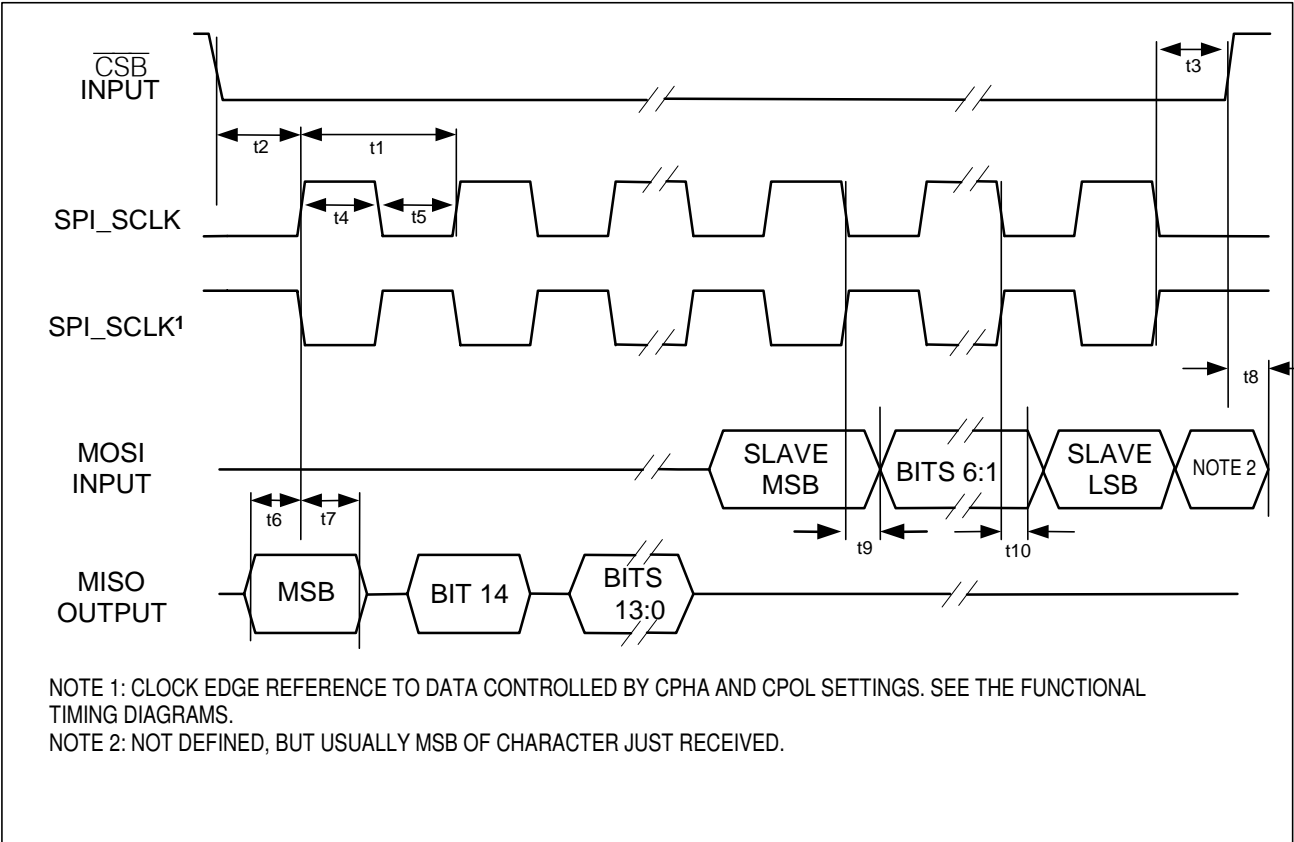 CSB
INPUT
t3
t2
t1
SPI_SCLK
t4
t5
SPI_SCLK¹
t8
MOSI
INPUT
SLAVE
MSB
BITS 6:1
SLAVE
LSB
NOTE 2
t6
t7
t9
t10
MISO
OUTPUT
MSB
BIT 14
BITS
13:0
NOTE 1: CLOCK EDGE REFERENCE TO DATA CONTROLLED BY CPHA AND CPOL SETTINGS. SEE THE FUNCTIONAL
TIMING DIAGRAMS.
NOTE 2: NOT DEFINED, BUT USUALLY MSB OF CHARACTER JUST RECEIVED.